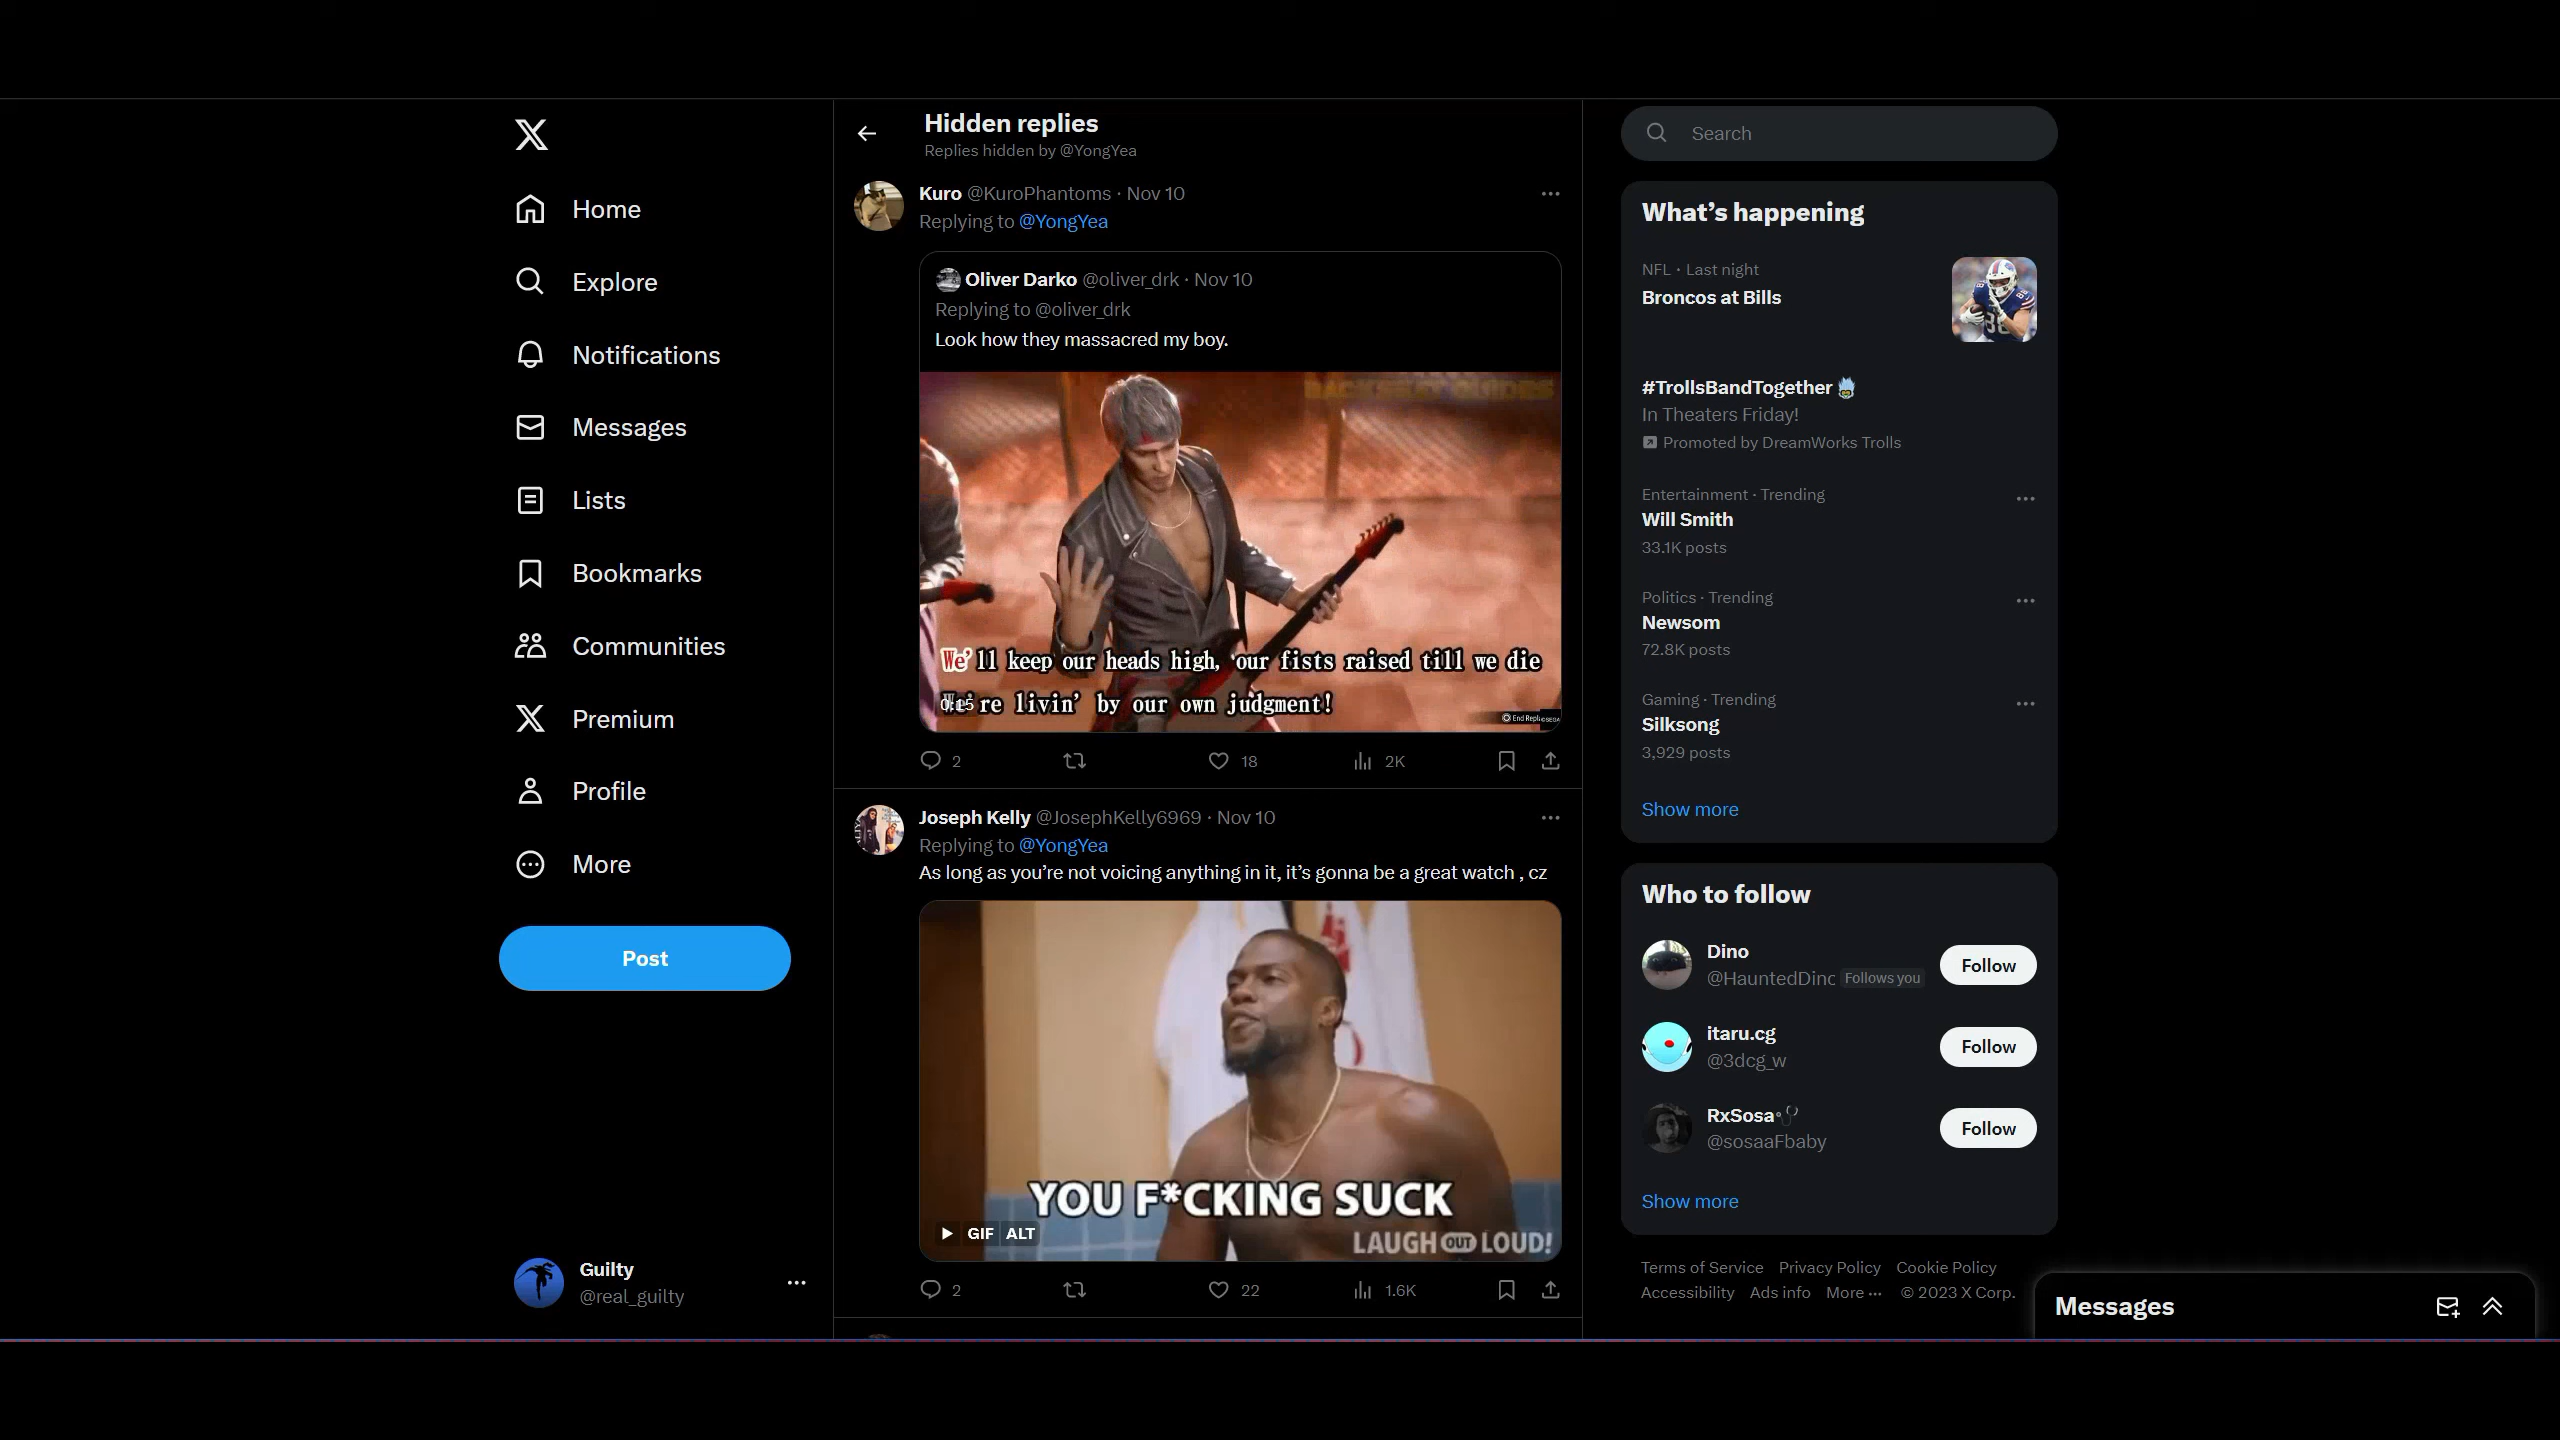 Home
Explore
Notifications
Messages
Lists
Bookmarks
Communities
Premium
Profile
More
Post
Guilty
@real_guilty
Hidden replies
Replies hidden by @YongYea
Kuro @KuroPhantoms · Nov 10
Replying to @YongYea
Oliver Darko @oliver_drk · Nov 10
Replying to @oliver_drk
Look how they massacred my boy.
We'll keep our heads high, our fists raised till we die
We're livin' by our own judgment!
0:15
2 18 2K
Joseph Kelly @JosephKelly6969 · Nov 10
Replying to @YongYea
As long as you’re not voicing anything in it, it’s gonna be a great watch , cz
YOU F*CKING SUCK
GIF ALT
LAUGH OUT LOUD!
2 22 1.6K
Search
What’s happening
NFL · Last night
Broncos at Bills
#TrollsBandTogether
In Theaters Friday!
Promoted by DreamWorks Trolls
Entertainment · Trending
Will Smith
33.1K posts
Politics · Trending
Newsom
72.8K posts
Gaming · Trending
Silksong
3,929 posts
Show more
Who to follow
Dino
@HauntedDino Follows you
Follow
itaru.cg
@3dcg_w
Follow
RxSosa
@sosaaFbaby
Follow
Show more
Terms of Service Privacy Policy Cookie Policy
Accessibility Ads info More ··· © 2023 X Corp.
Messages